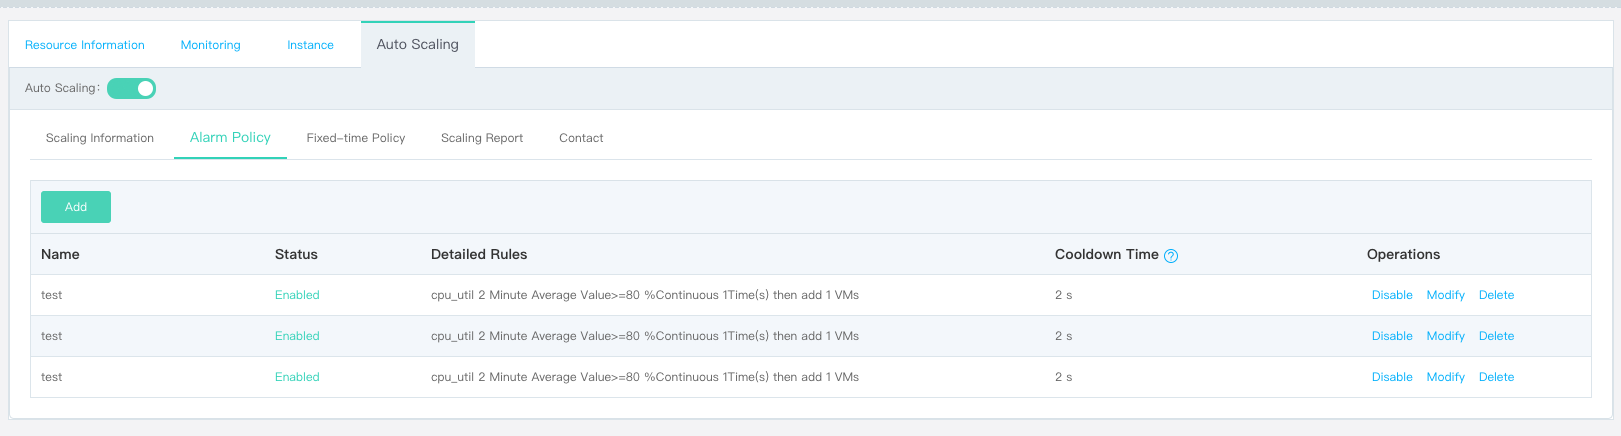 Resource Information Monitoring Instance Auto Scaling
Auto Scaling:
Scaling Information Alarm Policy Fixed-time Policy Scaling Report Contact
Add
Name Status Detailed Rules Cooldown Time ? Operations
test Enabled cpu_util 2 Minute Average Value>=80 %Continuous 1Time(s) then add 1 VMs 2 s Disable Modify Delete
test Enabled cpu_util 2 Minute Average Value>=80 %Continuous 1Time(s) then add 1 VMs 2 s Disable Modify Delete
test Enabled cpu_util 2 Minute Average Value>=80 %Continuous 1Time(s) then add 1 VMs 2 s Disable Modify Delete